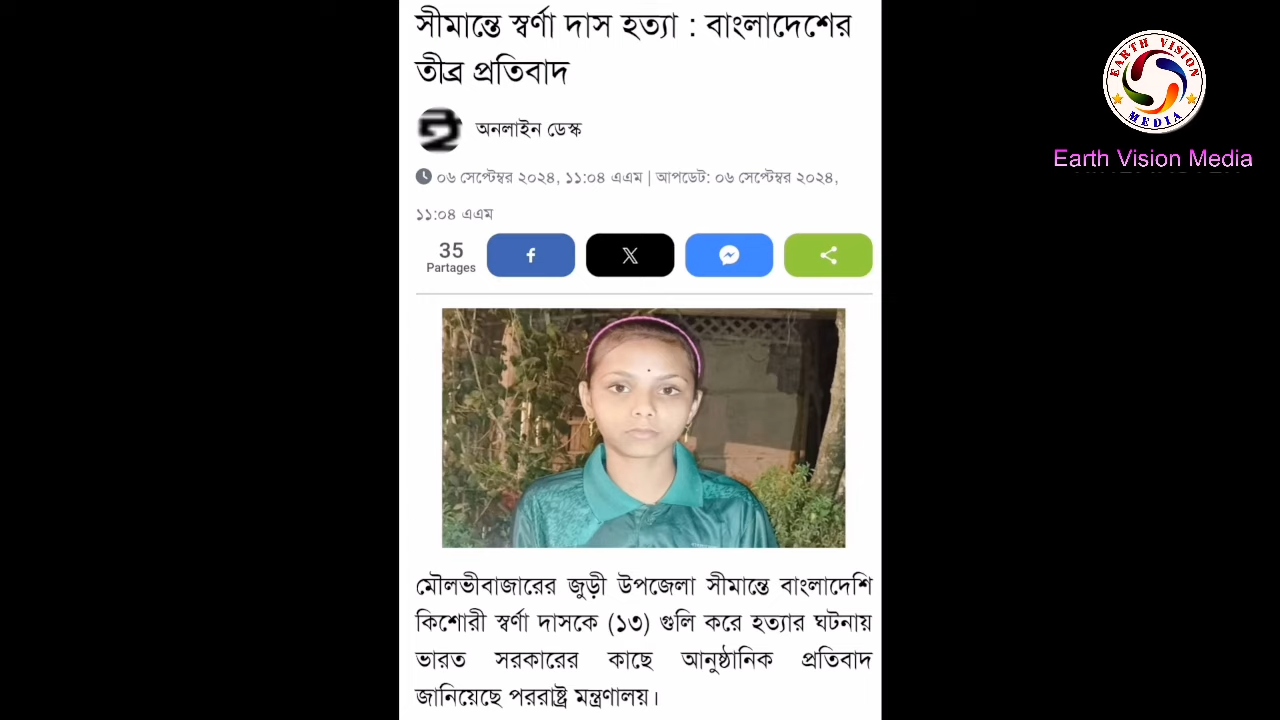 সীমান্তে স্বর্ণা দাস হত্যা : বাংলাদেশের
তীব্র প্রতিবাদ
অনলাইন ডেস্ক
০৬ সেপ্টেম্বর ২০২৪, ১১:০৪ এএম | আপডেট: ০৬ সেপ্টেম্বর ২০২৪,
১১:০৪ এএম
35
Partages
মৌলভীবাজারের জুড়ী উপজেলা সীমান্তে বাংলাদেশি
কিশোরী স্বর্ণা দাসকে (১৩) গুলি করে হত্যার ঘটনায়
ভারত সরকারের কাছে আনুষ্ঠানিক প্রতিবাদ
জানিয়েছে পররাষ্ট্র মন্ত্রণালয়।
EARTH VISION
MEDIA
Earth Vision Media